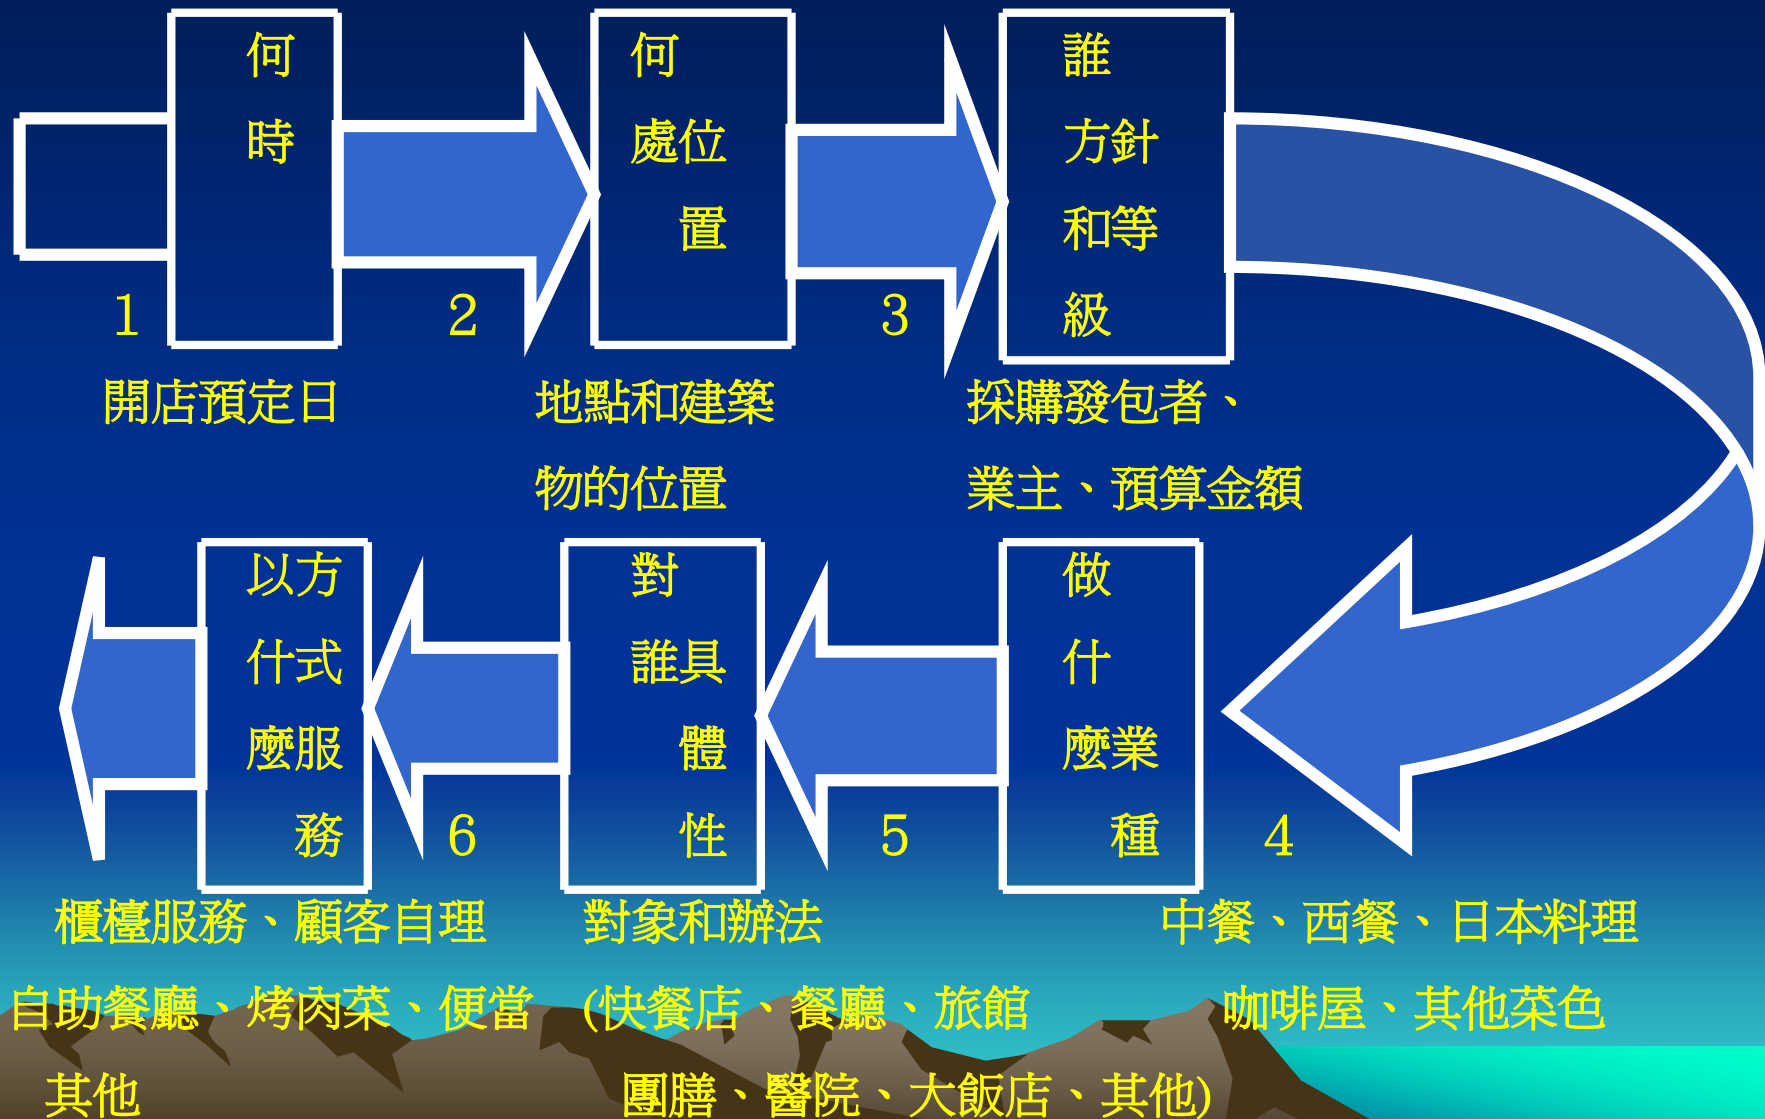 何 何 誰
時 處位 方針
置 和等
1 2 3 級
開店預定日 地點和建築 採購發包者、
物的位置 業主、預算金額
以方 對 做
什式 誰具 什
麼服 體 麼業
務 6 性 5 種 4
櫃檯服務、顧客自理 對象和辦法 中餐、西餐、日本料理
自助餐廳、烤肉菜、便當 (快餐店、餐廳、旅館 咖啡屋、其他菜色
其他 團膳、醫院、大飯店、其他)